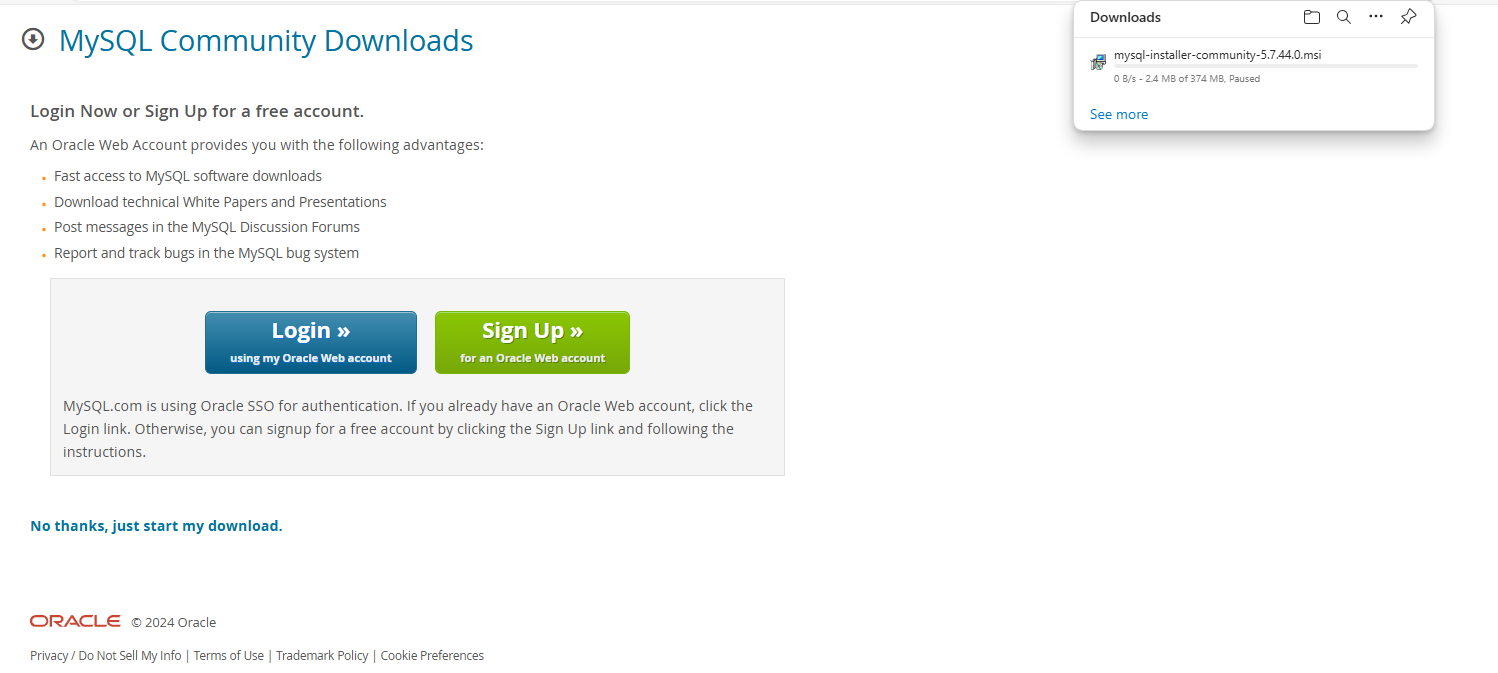 MySQL Community Downloads
Login Now or Sign Up for a free account.
An Oracle Web Account provides you with the following advantages:
Fast access to MySQL software downloads
Download technical White Papers and Presentations
Post messages in the MySQL Discussion Forums
Report and track bugs in the MySQL bug system
Login »
using my Oracle Web account
Sign Up »
for an Oracle Web account
MySQL.com is using Oracle SSO for authentication. If you already have an Oracle Web account, click the
Login link. Otherwise, you can signup for a free account by clicking the Sign Up link and following the
instructions.
No thanks, just start my download.
ORACLE © 2024 Oracle
Privacy / Do Not Sell My Info | Terms of Use | Trademark Policy | Cookie Preferences
Downloads
mysql-installer-community-5.7.44.0.msi
0 B/s - 2.4 MB of 374 MB, Paused
See more